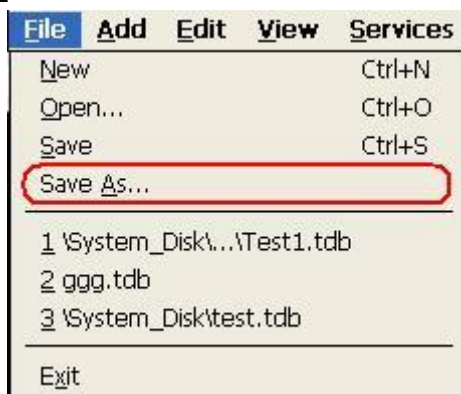 File Add Edit View Services
New Ctrl+N
Open... Ctrl+O
Save Ctrl+S
Save As...
1 \System_Disk\...\Test1.tdb
2 ggg.tdb
3 \System_Disk\test.tdb
Exit